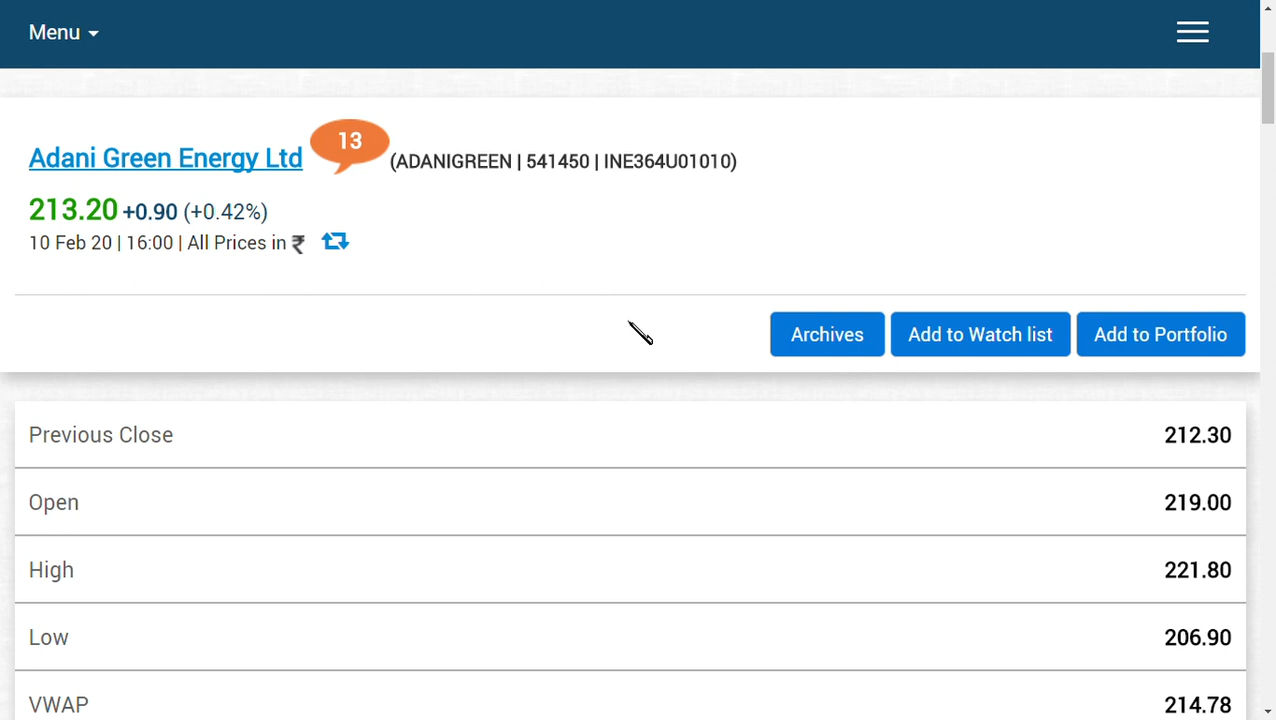 Menu
Adani Green Energy Ltd 13 (ADANIGREEN | 541450 | INE364U01010)
213.20 +0.90 (+0.42%)
10 Feb 20 | 16:00 | All Prices in ₹
Archives Add to Watch list Add to Portfolio
Previous Close 212.30
Open 219.00
High 221.80
Low 206.90
VWAP 214.78